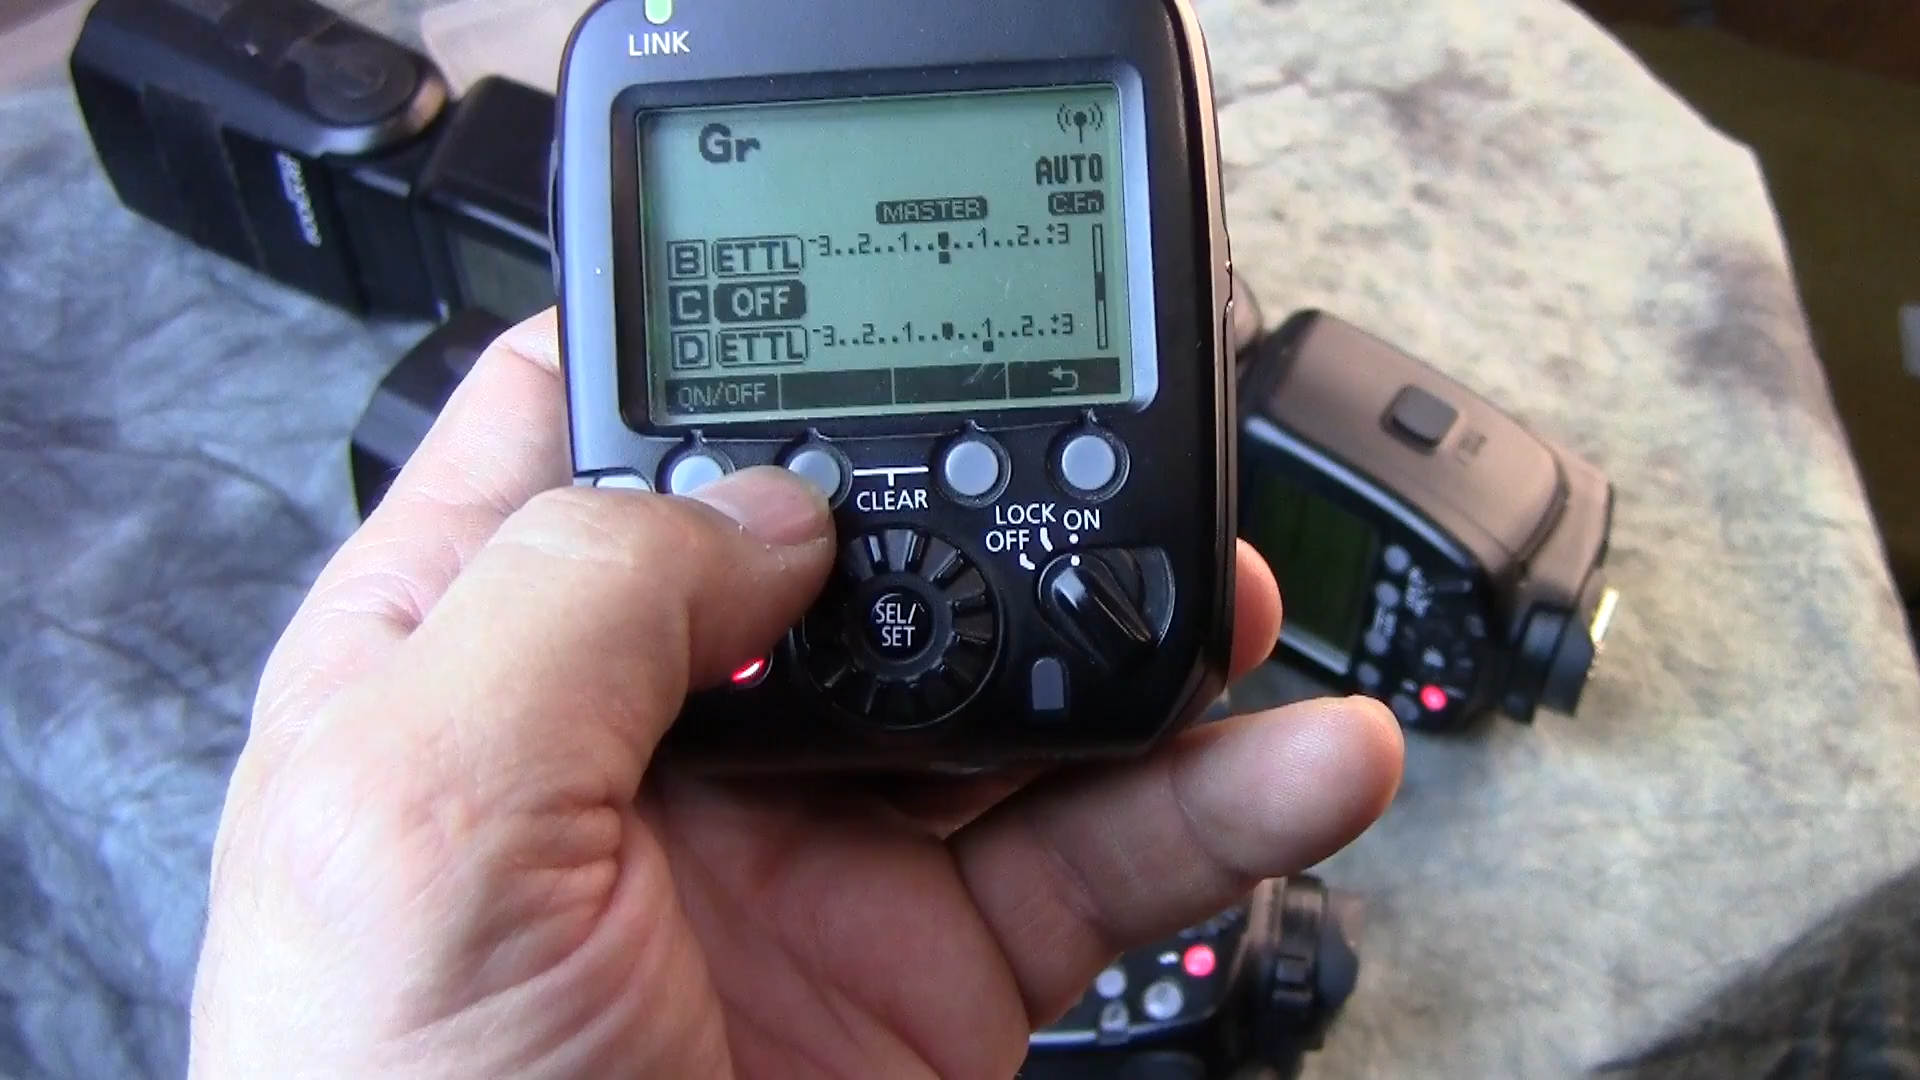 LINK
Gr
AUTO
MASTER C.Fn
B ETTL -3..2..1..■..1..2..+3
C OFF
D ETTL -3..2..1..■..1..2..+3
ON/OFF
CLEAR
LOCK ON
OFF
SEL/
SET